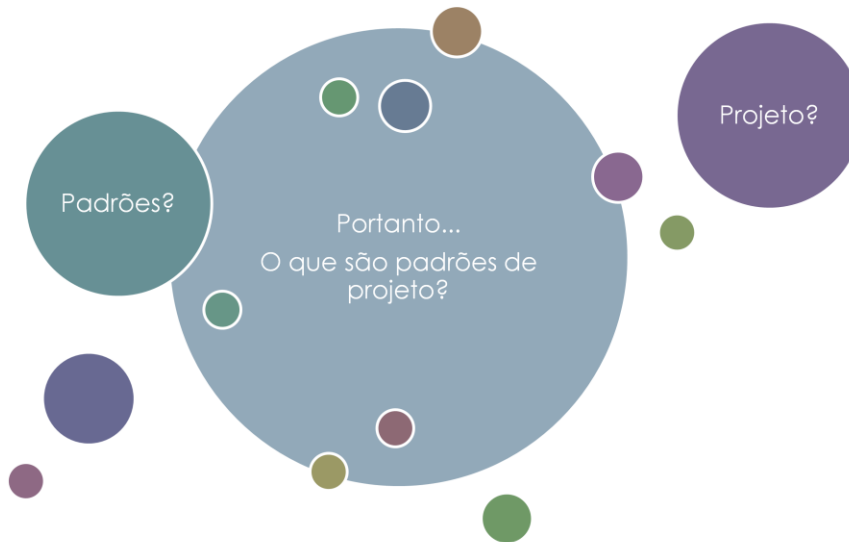 Projeto?
Padrões?
Portanto...
O que são padrões de
projeto?